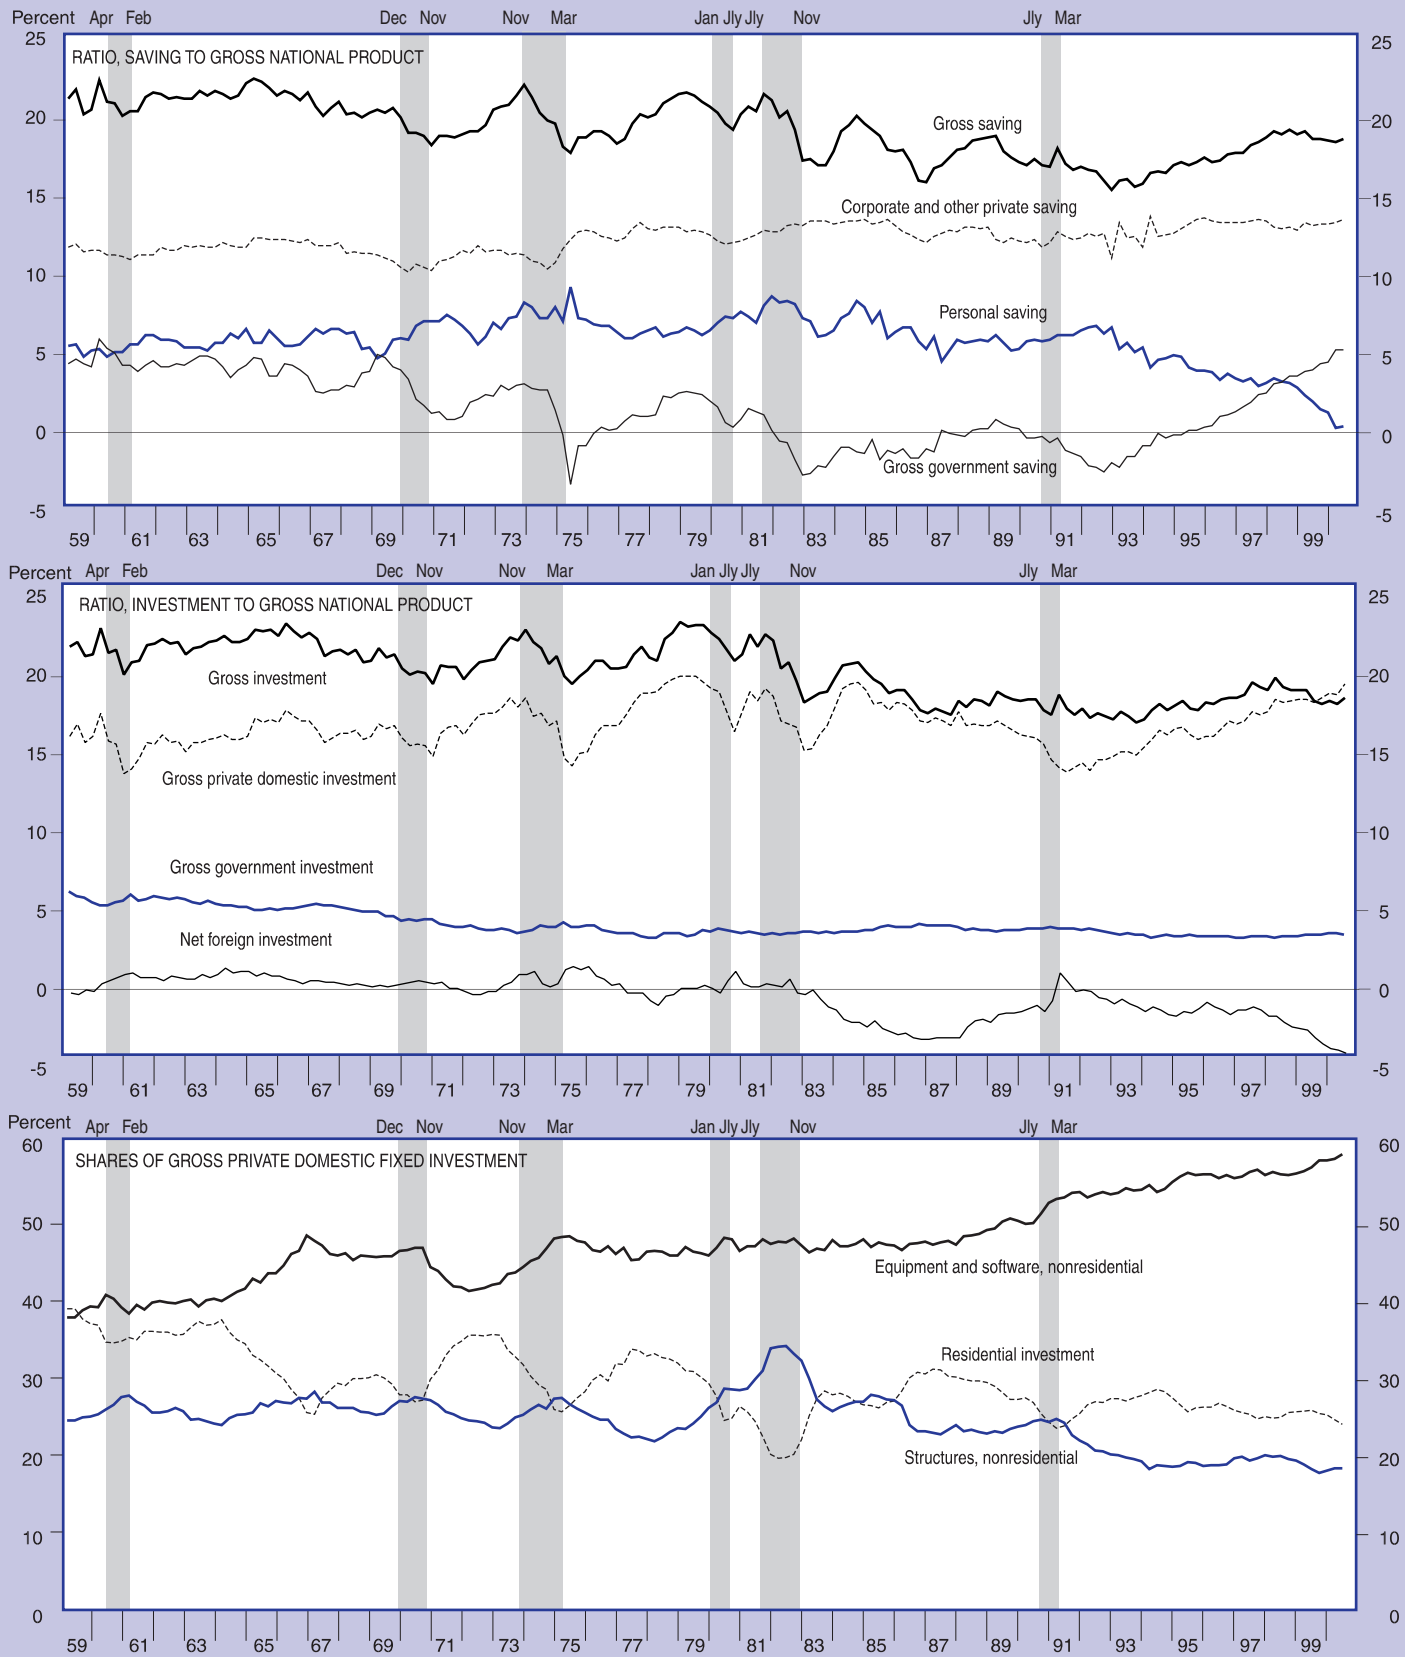 Percent Apr Feb Dec Nov Nov Mar Jan Jly Jly Nov Jly Mar
25 25
RATIO, SAVING TO GROSS NATIONAL PRODUCT
20 Gross saving 20
15 Corporate and other private saving 15
10 10
Personal saving
5 5
0 0
Gross government saving
-5 -5
59 61 63 65 67 69 71 73 75 77 79 81 83 85 87 89 91 93 95 97 99
Percent Apr Feb Dec Nov Nov Mar Jan Jly Jly Nov Jly Mar
25 25
RATIO, INVESTMENT TO GROSS NATIONAL PRODUCT
20 Gross investment 20
15 15
Gross private domestic investment
10 10
Gross government investment
5 5
Net foreign investment
0 0
-5 -5
59 61 63 65 67 69 71 73 75 77 79 81 83 85 87 89 91 93 95 97 99
Percent Apr Feb Dec Nov Nov Mar Jan Jly Jly Nov Jly Mar
60 60
SHARES OF GROSS PRIVATE DOMESTIC FIXED INVESTMENT
50 50
Equipment and software, nonresidential
40 40
Residential investment
30 30
Structures, nonresidential
20 20
10 10
0 0
59 61 63 65 67 69 71 73 75 77 79 81 83 85 87 89 91 93 95 97 99